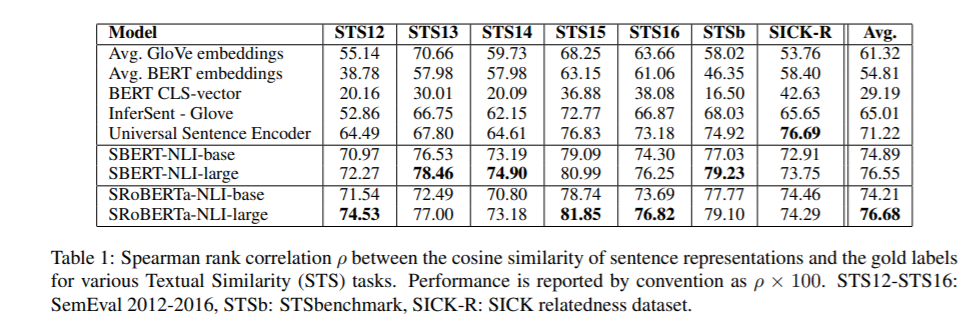 Model STS12 STS13 STS14 STS15 STS16 STSb SICK-R Avg.
Avg. GloVe embeddings 55.14 70.66 59.73 68.25 63.66 58.02 53.76 61.32
Avg. BERT embeddings 38.78 57.98 57.98 63.15 61.06 46.35 58.40 54.81
BERT CLS-vector 20.16 30.01 20.09 36.88 38.08 16.50 42.63 29.19
InferSent - Glove 52.86 66.75 62.15 72.77 66.87 68.03 65.65 65.01
Universal Sentence Encoder 64.49 67.80 64.61 76.83 73.18 74.92 76.69 71.22
SBERT-NLI-base 70.97 76.53 73.19 79.09 74.30 77.03 72.91 74.89
SBERT-NLI-large 72.27 78.46 74.90 80.99 76.25 79.23 73.75 76.55
SRoBERTa-NLI-base 71.54 72.49 70.80 78.74 73.69 77.77 74.46 74.21
SRoBERTa-NLI-large 74.53 77.00 73.18 81.85 76.82 79.10 74.29 76.68
Table 1: Spearman rank correlation ρ between the cosine similarity of sentence representations and the gold labels
for various Textual Similarity (STS) tasks. Performance is reported by convention as ρ × 100. STS12-STS16:
SemEval 2012-2016, STSb: STSbenchmark, SICK-R: SICK relatedness dataset.